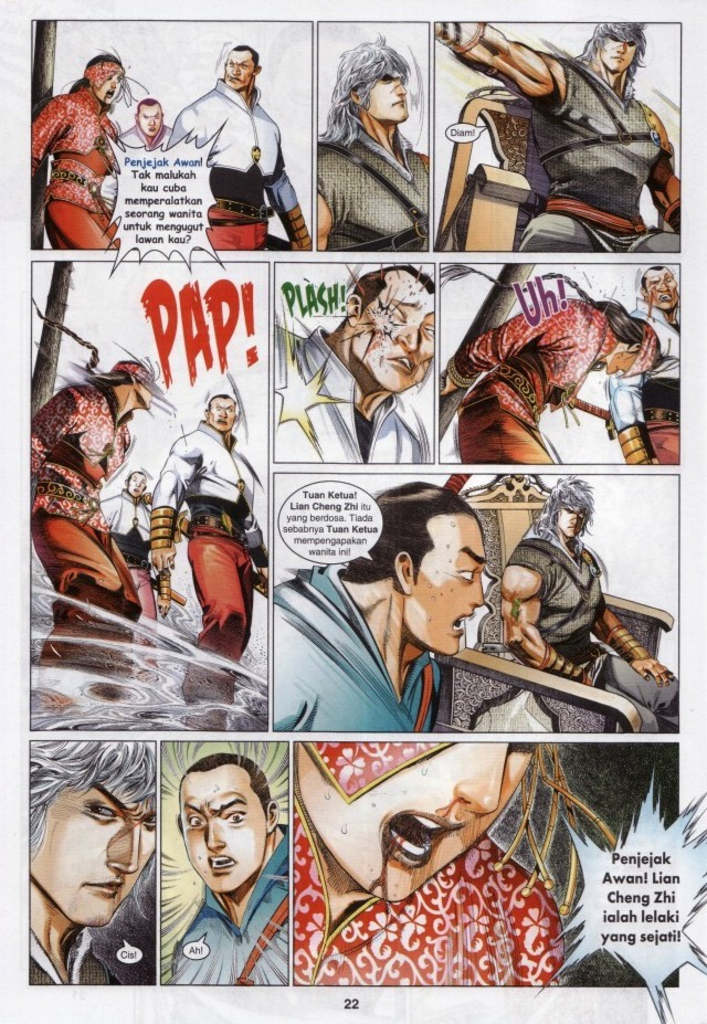 Penjejak Awan!
Tak malukah
kau cuba
memperalatkan
seorang wanita
untuk mengugut
lawan kau?
Diam!
PAP!
PLASH!
Uh!
Tuan Ketua!
Lian Cheng Zhi itu
yang berdosa. Tiada
sebabnya Tuan Ketua
mempengapakan
wanita ini!
Cis!
Ah!
Penjejak
Awan! Lian
Cheng Zhi
ialah lelaki
yang sejati!
22